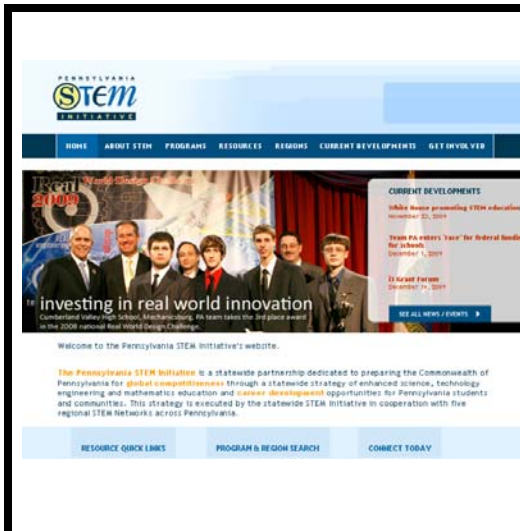 PENNSYLVANIA
STEM
INITIATIVE
HOME ABOUT STEM PROGRAMS RESOURCES REGIONS CURRENT DEVELOPMENTS GET INVOLVED
Real World Design Challenge
2009
CURRENT DEVELOPMENTS
White House promoting STEM education
November 23, 2009
Team PA enters 'race' for federal fundin
for schools
December 1, 2009
i3 Grant Forum
December 14, 2009
SEE ALL NEWS / EVENTS
investing in real world innovation
Cumberland Valley High School, Mechanicsburg, PA team takes the 3rd place award
in the 2008 national Real World Design Challenge.
Welcome to the Pennsylvania STEM Initiative's website.
The Pennsylvania STEM Initiative is a statewide partnership dedicated to preparing the Commonwealth of
Pennsylvania for global competitiveness through a statewide strategy of enhanced science, technology
engineering and mathematics education and career development opportunities for Pennsylvania students
and communities. This strategy is executed by the statewide STEM Initiative in cooperation with five
regional STEM Networks across Pennsylvania.
RESOURCE QUICK LINKS PROGRAM & REGION SEARCH CONNECT TODAY